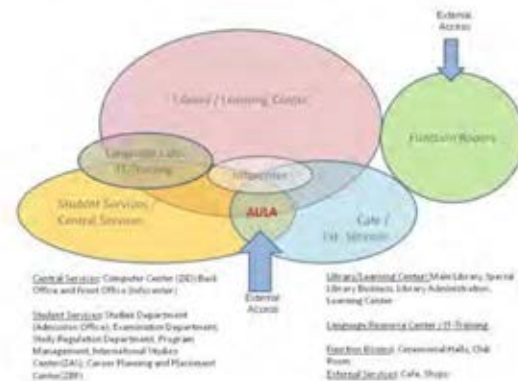 External
Access
Library / Learning Center
Function Rooms
Language Lab /
IT-Training
Infocenter
Student Services /
Central Services
AULA
Cafe /
Ext. Services
External
Access
Central Services: Computer Center (ZID) Back
Office and Front Office (Infocenter)
Student Services: Studies Department
(Admission Office), Examination Department,
Study Regulation Department, Program
Management, International Studies
Center(ZAS), Career Planning and Placement
Center(ZBP)
Library/Learning Center: Main Library, Special
Library Business, Library Administration,
Learning Center
Language Resource Center / IT-Training
Function Rooms: Ceremonial Halls, Club
Room
External Services: Cafe, Shops